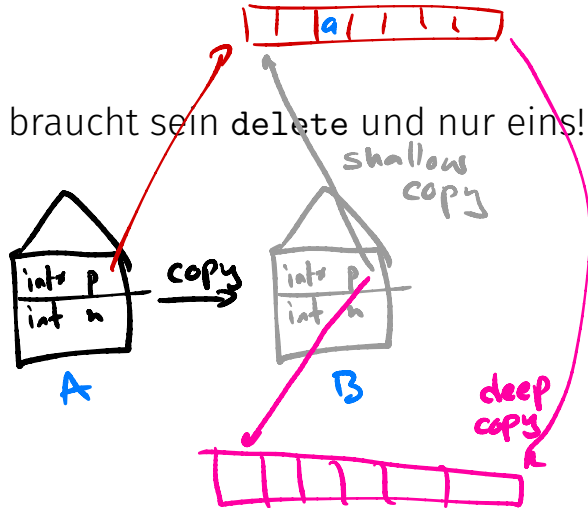 a
braucht sein delete und nur eins!
shallow
copy
int* p
int n
copy
int* p
int n
A
B
deep
copy